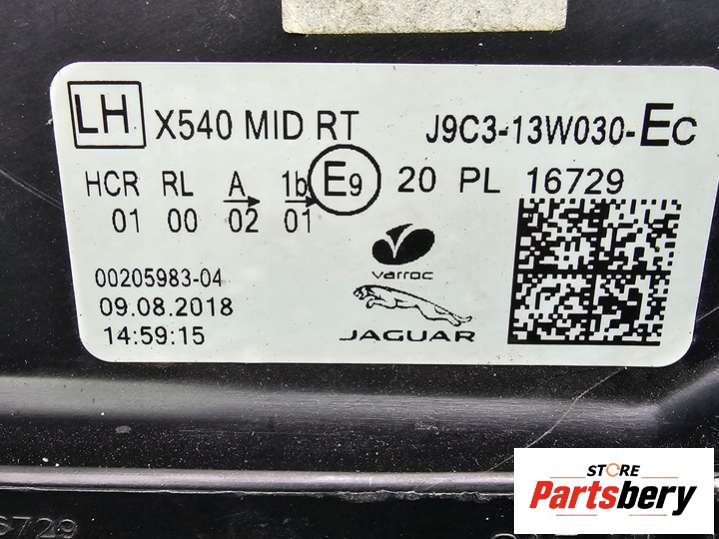 LH X540 MID RT J9C3-13W030-EC
HCR RL A 1b E9 20 PL 16729
01 00 02 01
varroc
00205983-04
09.08.2018
14:59:15
JAGUAR
STORE
Partsbery
6729